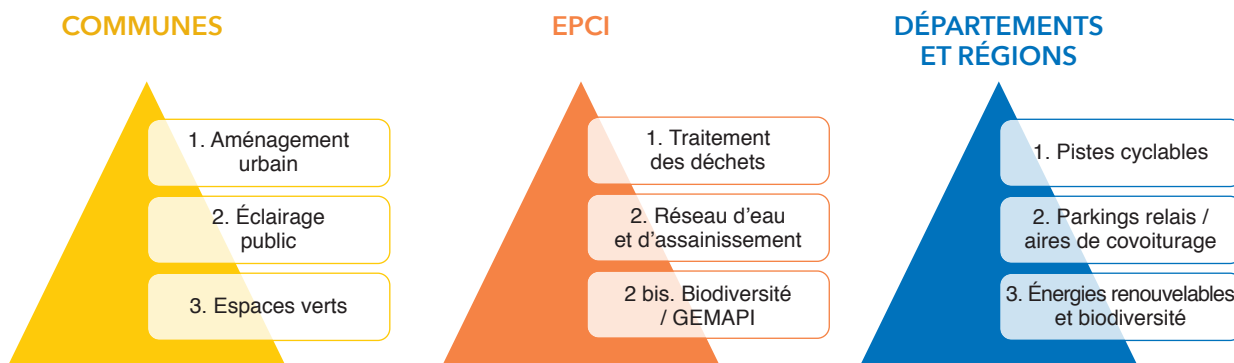 COMMUNES
1. Aménagement
urbain
2. Éclairage
public
3. Espaces verts
EPCI
1. Traitement
des déchets
2. Réseau d'eau
et d'assainissement
2 bis. Biodiversité
/ GEMAPI
DÉPARTEMENTS
ET RÉGIONS
1. Pistes cyclables
2. Parkings relais /
aires de covoiturage
3. Énergies renouvelables
et biodiversité